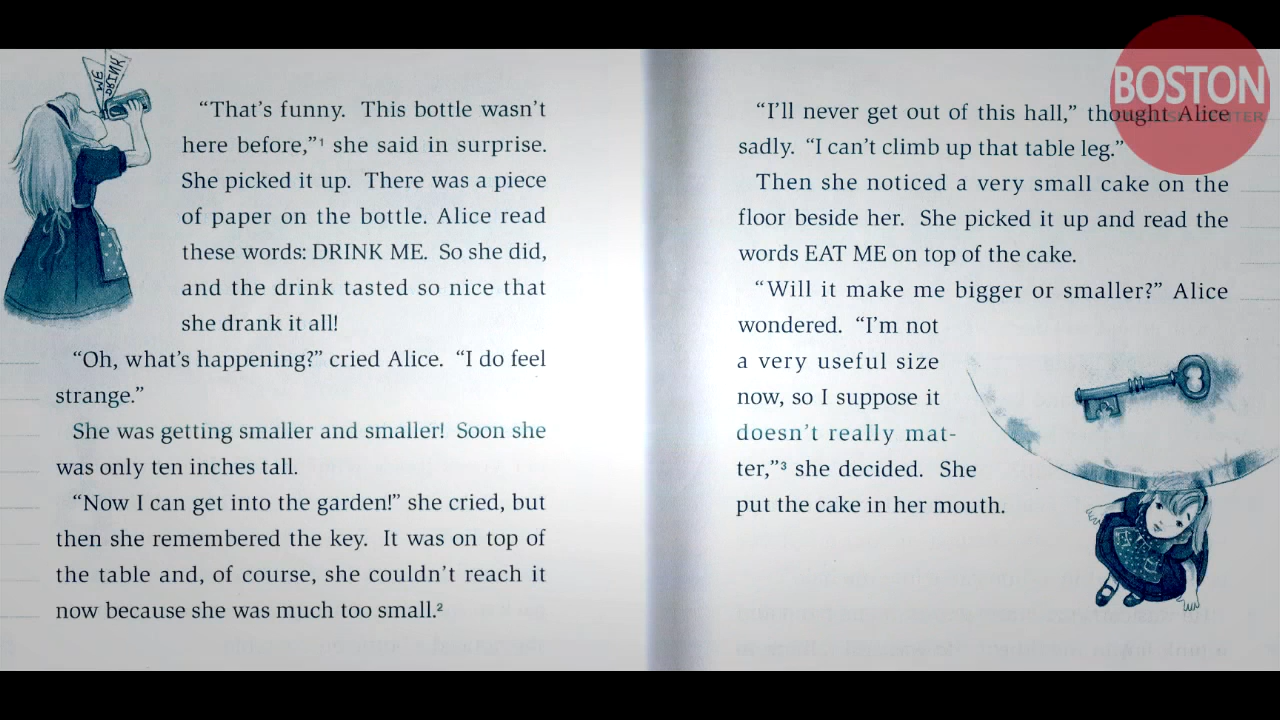 DRINK
ME
“That’s funny. This bottle wasn’t
here before,”¹ she said in surprise.
She picked it up. There was a piece
of paper on the bottle. Alice read
these words: DRINK ME. So she did,
and the drink tasted so nice that
she drank it all!
“Oh, what’s happening?” cried Alice. “I do feel
strange.”
She was getting smaller and smaller! Soon she
was only ten inches tall.
“Now I can get into the garden!” she cried, but
then she remembered the key. It was on top of
the table and, of course, she couldn’t reach it
now because she was much too small.²
“I’ll never get out of this hall,” thought Alice
sadly. “I can’t climb up that table leg.”
Then she noticed a very small cake on the
floor beside her. She picked it up and read the
words EAT ME on top of the cake.
“Will it make me bigger or smaller?” Alice
wondered. “I’m not
a very useful size
now, so I suppose it
doesn’t really mat-
ter,”³ she decided. She
put the cake in her mouth.
BOSTON